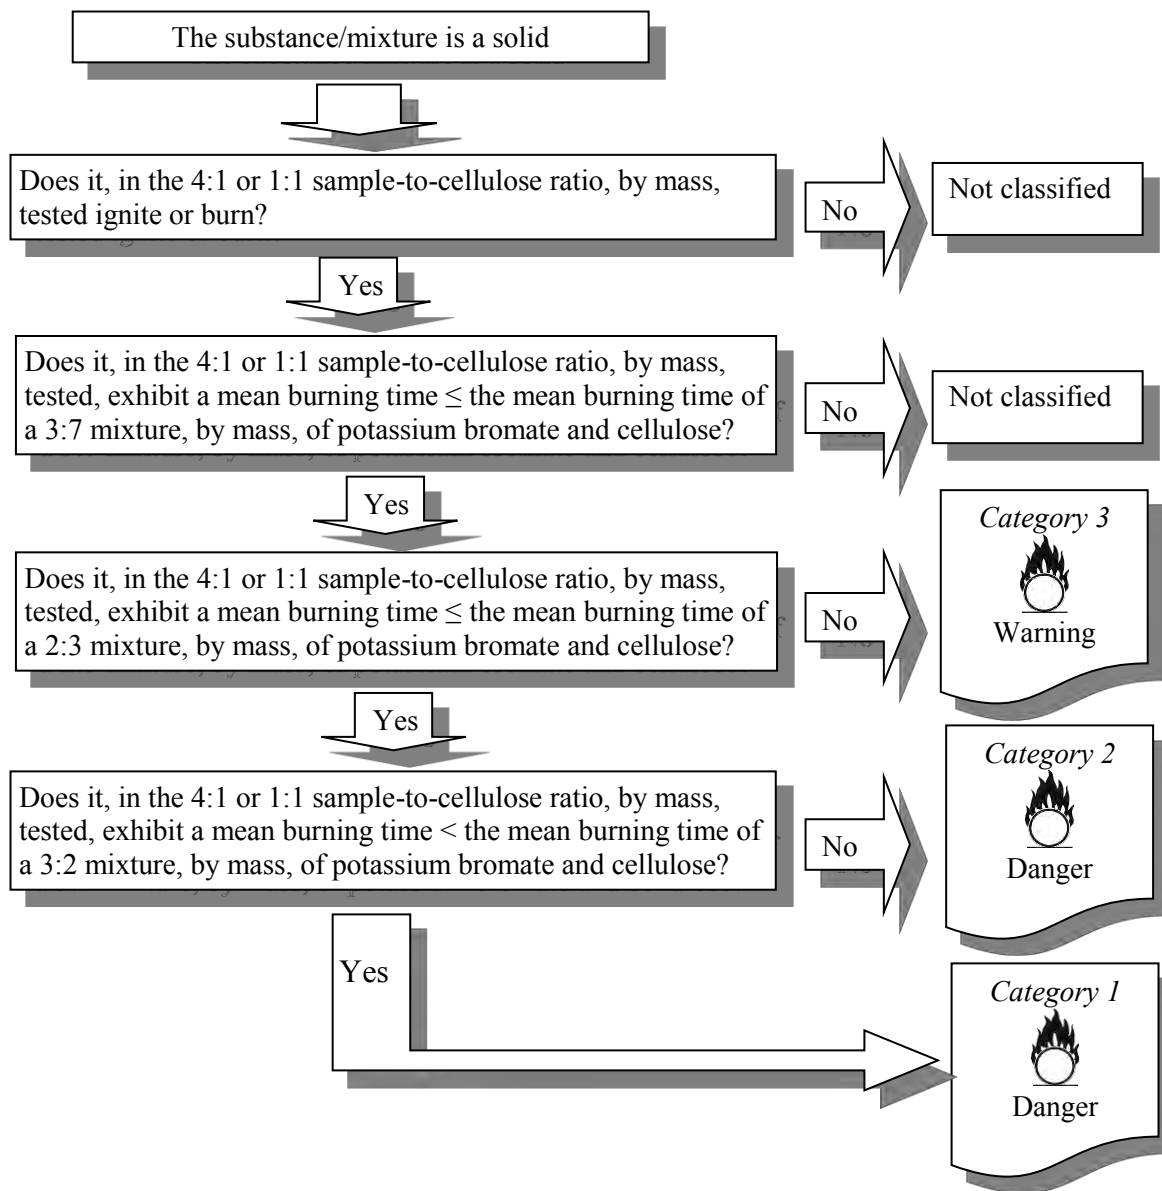 The substance/mixture is a solid
Does it, in the 4:1 or 1:1 sample-to-cellulose ratio, by mass,
tested ignite or burn?
No
Not classified
Yes
Does it, in the 4:1 or 1:1 sample-to-cellulose ratio, by mass,
tested, exhibit a mean burning time ≤ the mean burning time of
a 3:7 mixture, by mass, of potassium bromate and cellulose?
No
Not classified
Yes
Does it, in the 4:1 or 1:1 sample-to-cellulose ratio, by mass,
tested, exhibit a mean burning time ≤ the mean burning time of
a 2:3 mixture, by mass, of potassium bromate and cellulose?
No
Category 3
Warning
Yes
Does it, in the 4:1 or 1:1 sample-to-cellulose ratio, by mass,
tested, exhibit a mean burning time < the mean burning time of
a 3:2 mixture, by mass, of potassium bromate and cellulose?
No
Category 2
Danger
Yes
Category 1
Danger